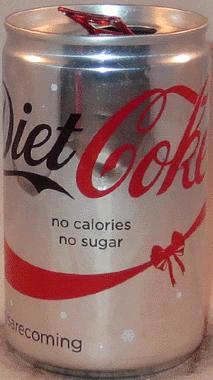 Diet Coke
no calories
no sugar
arecoming